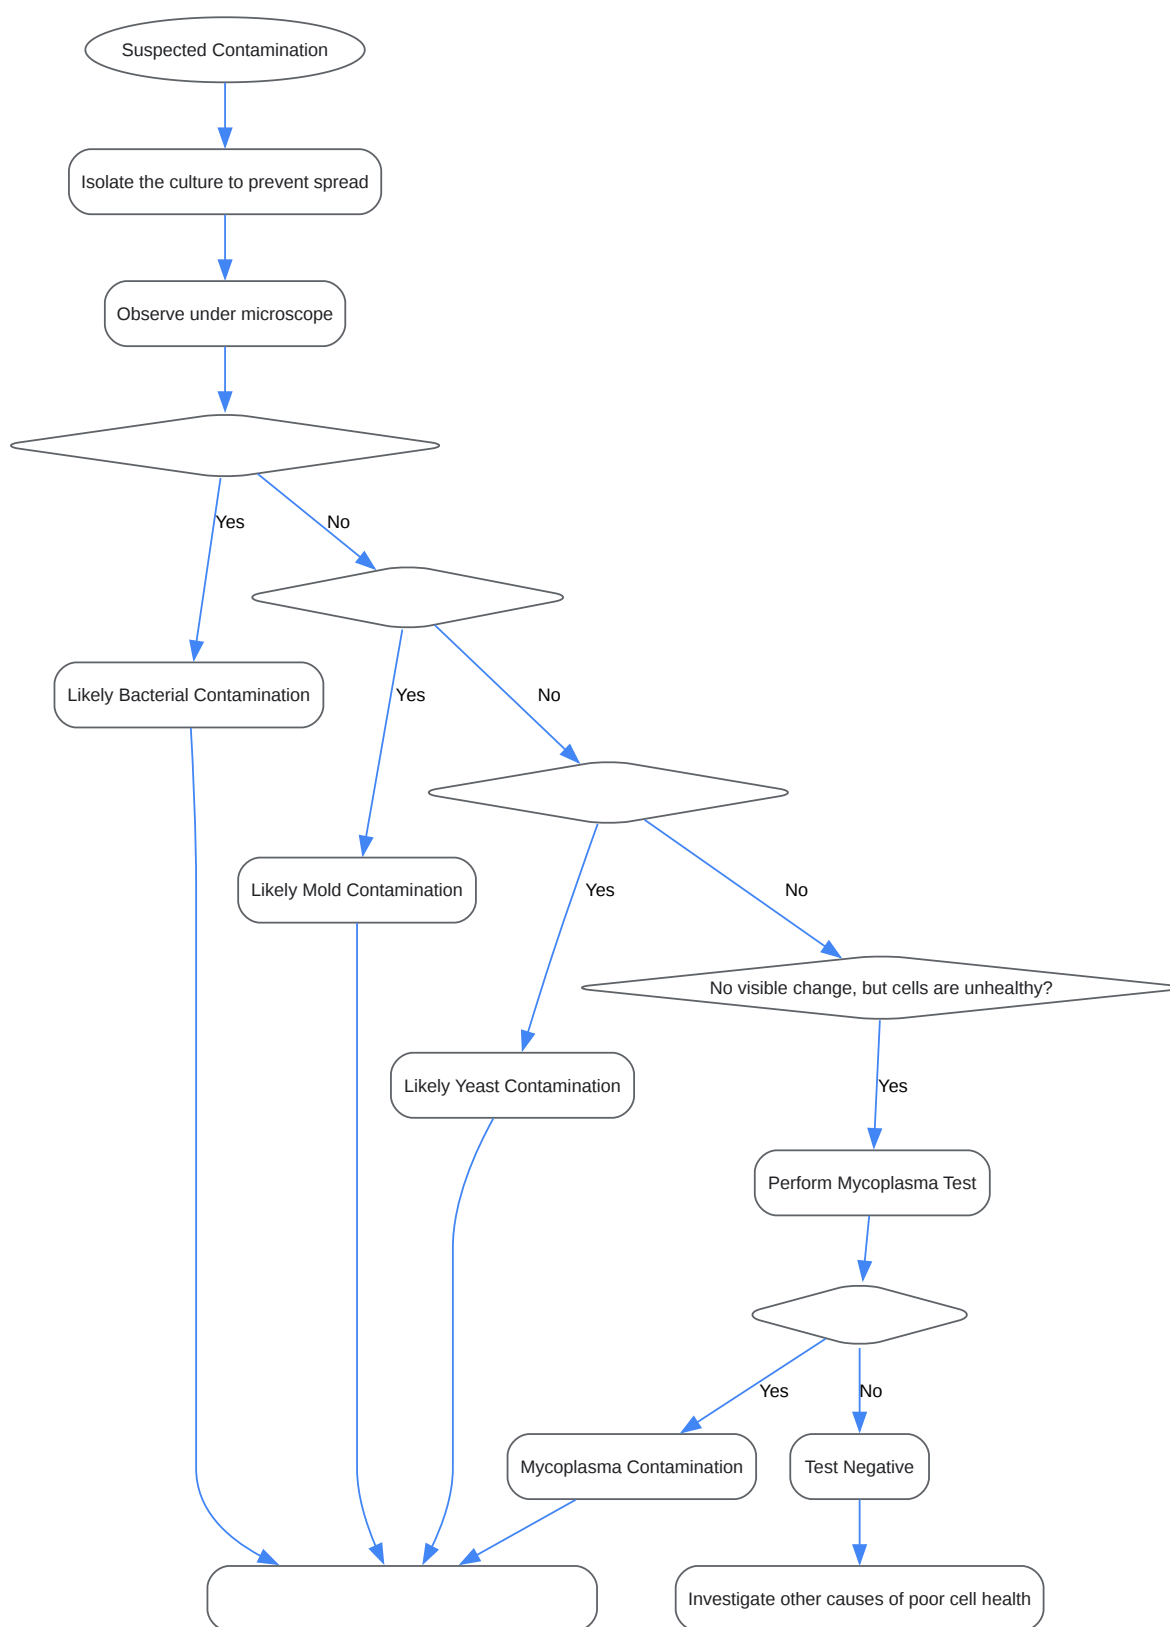 Suspected Contamination
Isolate the culture to prevent spread
Observe under microscope
Yes
No
Likely Bacterial Contamination
Yes
No
Likely Mold Contamination
Yes
No
No visible change, but cells are unhealthy?
Likely Yeast Contamination
Yes
Perform Mycoplasma Test
Yes
No
Mycoplasma Contamination
Test Negative
Investigate other causes of poor cell health